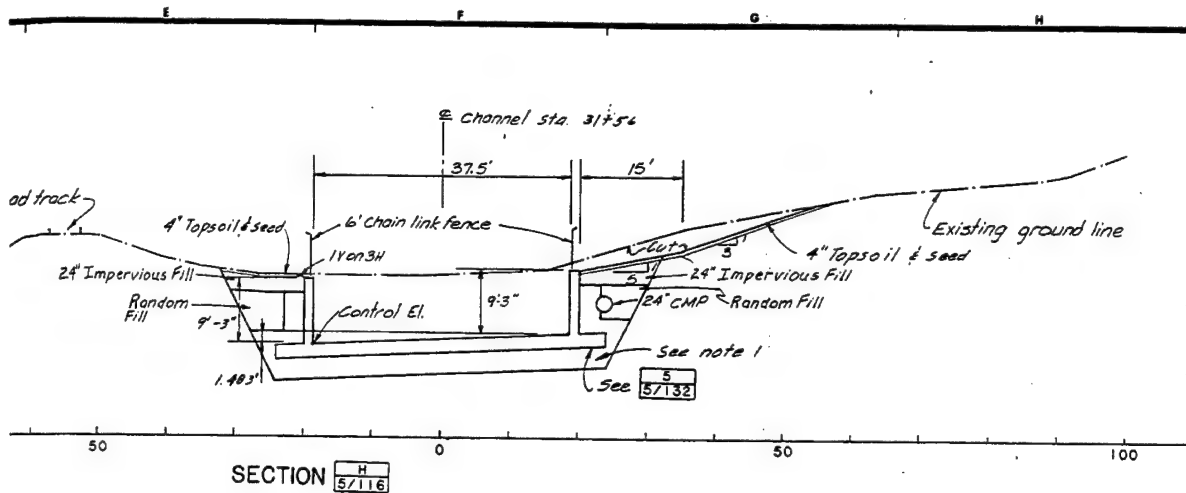 E F G H
℄ channel sta. 31+56
37.5' 15'
ad track
4" Topsoil & seed
6' Chain link fence
Existing ground line
1V on 3H
Cut
1
3
4" Topsoil & seed
24" Impervious Fill
5
24" Impervious Fill
Random
Fill
9'-3"
9'-3"
24" CMP
Random Fill
Control El.
See note 1
1.483'
See 5
5/132
50 0 50 100
SECTION H
5/116